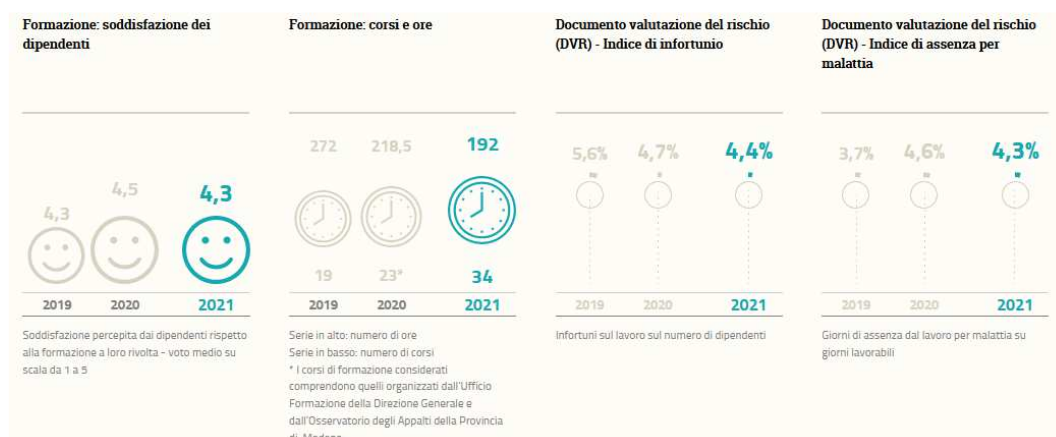 Formazione: soddisfazione dei
dipendenti
4,3
4,5
4,3
2019
2020
2021
Soddisfazione percepita dai dipendenti rispetto
alla formazione a loro rivolta - voto medio su
scala da 1 a 5
Formazione: corsi e ore
272
218,5
192
19
23*
34
2019
2020
2021
Serie in alto: numero di ore
Serie in basso: numero di corsi
* I corsi di formazione considerati
comprendono quelli organizzati dall'Ufficio
Formazione della Direzione Generale e
dall'Osservatorio degli Appalti della Provincia
di Modena
Documento valutazione del rischio
(DVR) - Indice di infortunio
5,6%
4,7%
4,4%
2019
2020
2021
Infortuni sul lavoro sul numero di dipendenti
Documento valutazione del rischio
(DVR) - Indice di assenza per
malattia
3,7%
4,6%
4,3%
2019
2020
2021
Giorni di assenza dal lavoro per malattia su
giorni lavorabili